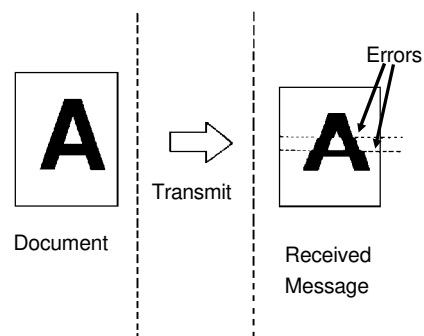 Errors
A
A
Transmit
Document
Received
Message